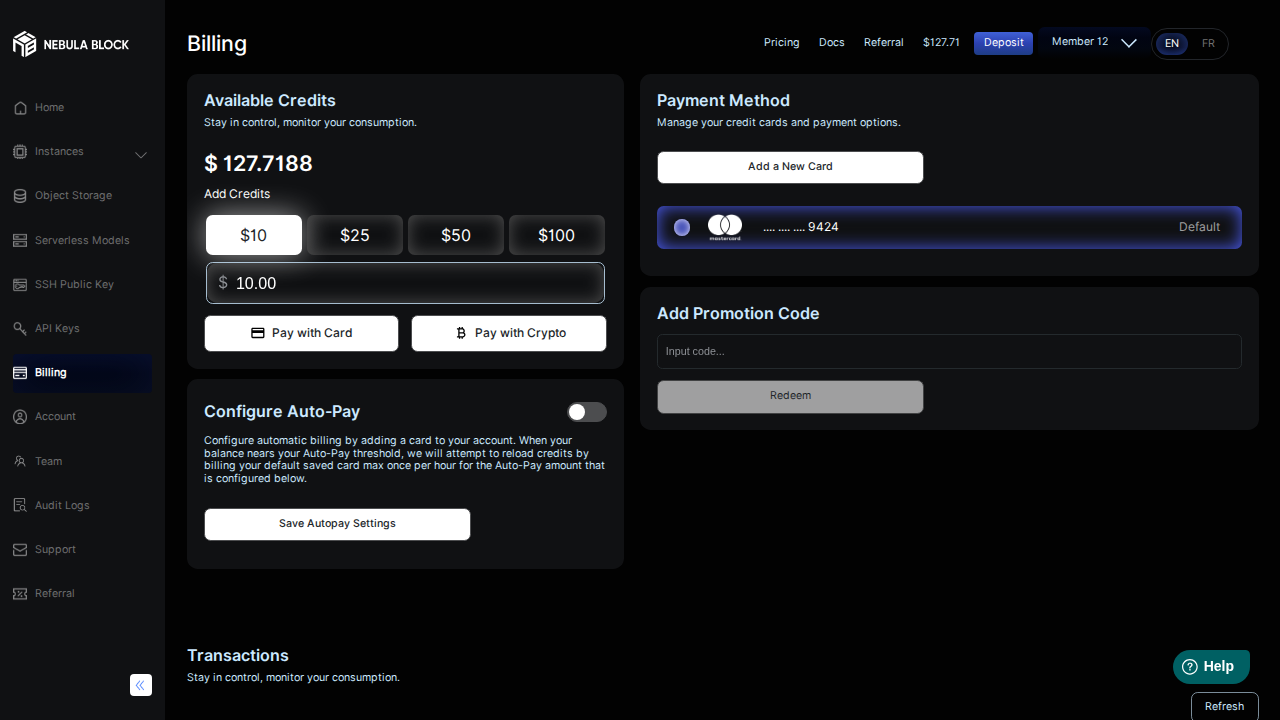 NEBULA BLOCK
Home
Instances
Object Storage
Serverless Models
SSH Public Key
API Keys
Billing
Account
Team
Audit Logs
Support
Referral
Billing
Pricing Docs Referral $127.71 Deposit Member 12 EN FR
Available Credits
Stay in control, monitor your consumption.
$ 127.7188
Add Credits
$10 $25 $50 $100
$ 10.00
Pay with Card Pay with Crypto
Configure Auto-Pay
Configure automatic billing by adding a card to your account. When your
balance nears your Auto-Pay threshold, we will attempt to reload credits by
billing your default saved card max once per hour for the Auto-Pay amount that
is configured below.
Save Autopay Settings
Payment Method
Manage your credit cards and payment options.
Add a New Card
mastercard .... .... .... 9424 Default
Add Promotion Code
Input code...
Redeem
Transactions
Stay in control, monitor your consumption.
Help
Refresh